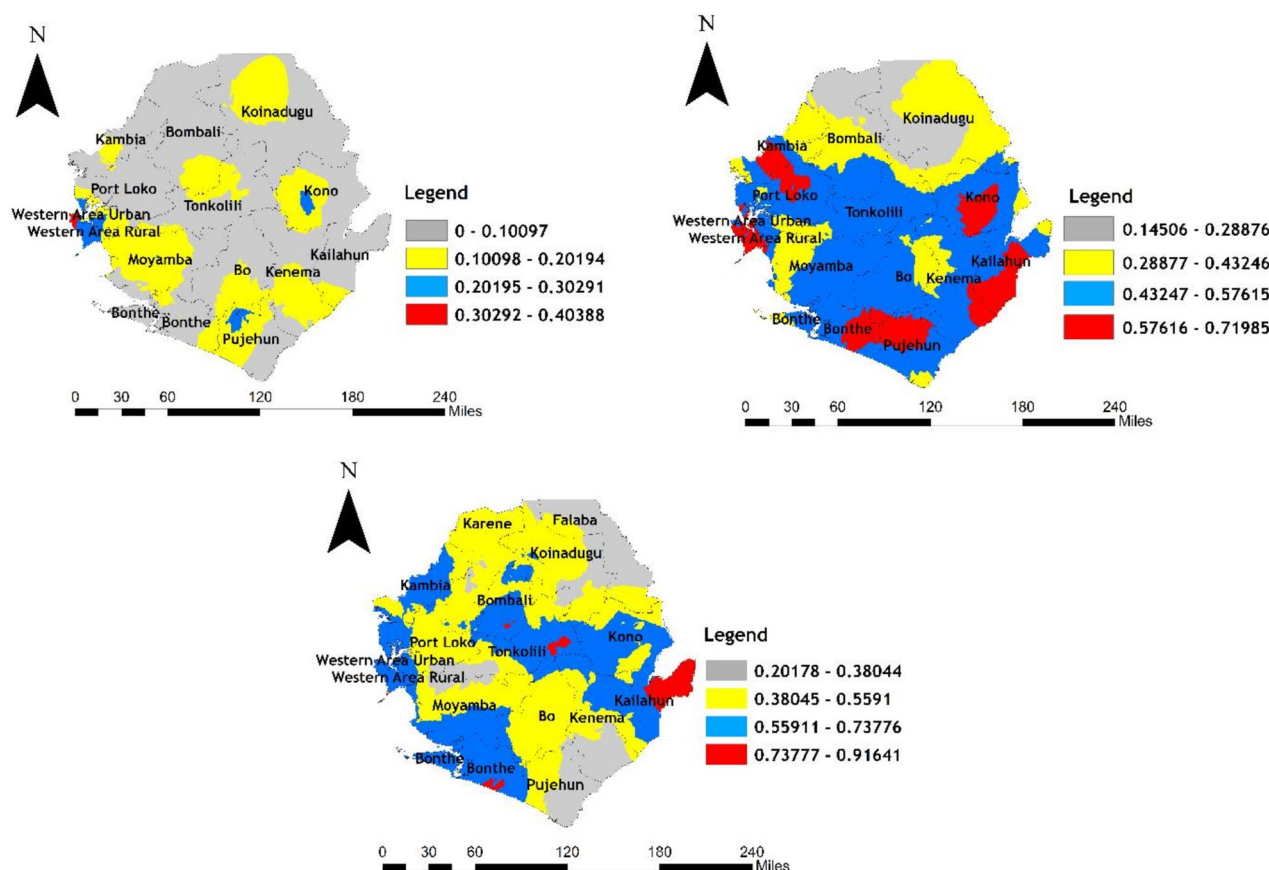 N
Koinadugu
Bombali
Kambia
Port Loko
Kono
Tonkolili
Western Area Urban
Western Area Rural
Kailahun
Moyamba
Bo
Kenema
Bonthe
Bonthe
Pujehun
Legend
0 - 0.10097
0.10098 - 0.20194
0.20195 - 0.30291
0.30292 - 0.40388
0 30 60 120 180 240
Miles
N
Koinadugu
Bombali
Kambia
Port Loko
Kono
Tonkolili
Western Area Urban
Western Area Rural
Kailahun
Moyamba
Bo
Kenema
Bonthe
Bonthe
Pujehun
Legend
0.14506 - 0.28876
0.28877 - 0.43246
0.43247 - 0.57615
0.57616 - 0.71985
0 30 60 120 180 240
Miles
N
Karene
Falaba
Koinadugu
Kambia
Bombali
Port Loko
Kono
Tonkolili
Western Area Urban
Western Area Rural
Kailahun
Moyamba
Bo
Kenema
Bonthe
Bonthe
Pujehun
Legend
0.20178 - 0.38044
0.38045 - 0.5591
0.55911 - 0.73776
0.73777 - 0.91641
0 30 60 120 180 240
Miles